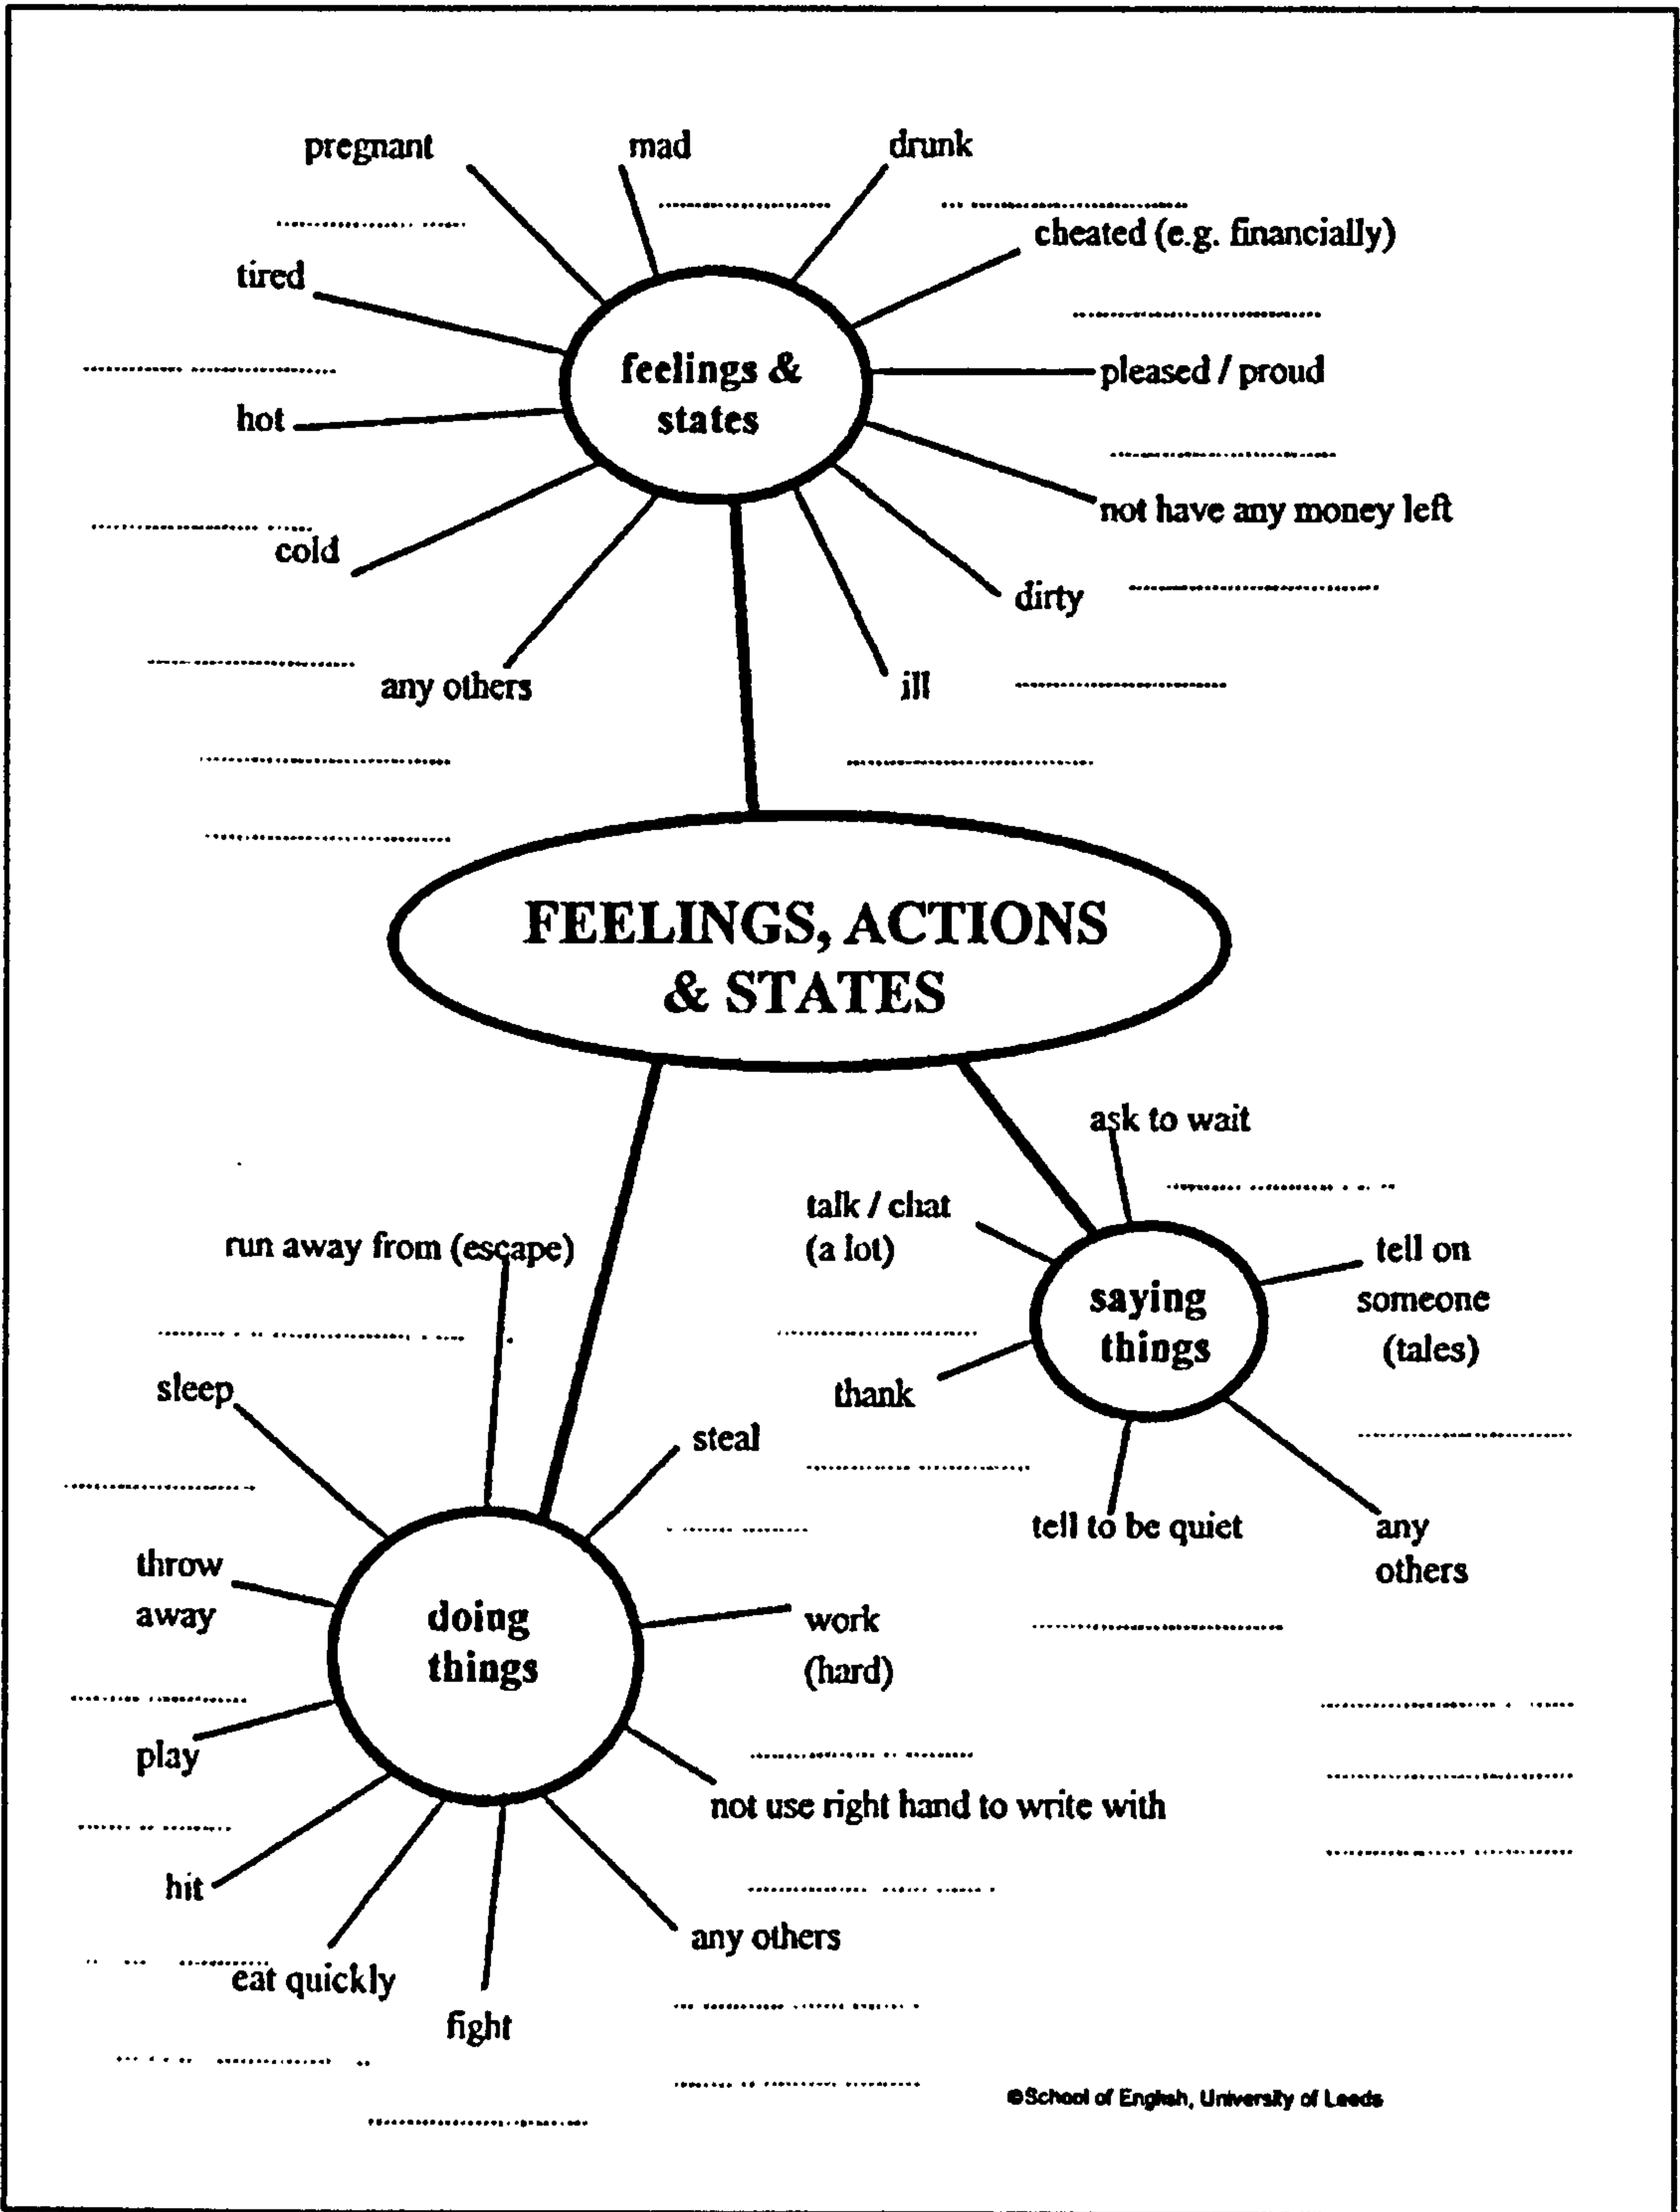 pregnant
mad
drunk
cheated (e.g. financially)
tired
pleased / proud
feelings &
states
hot
not have any money left
cold
dirty
any others
ill
FEELINGS, ACTIONS
& STATES
ask to wait
talk / chat
(a lot)
tell on
someone
(tales)
saying
things
thank
tell to be quiet
any
others
run away from (escape)
sleep
steal
throw
away
doing
things
work
(hard)
play
not use right hand to write with
hit
any others
eat quickly
fight
©School of English, University of Leeds